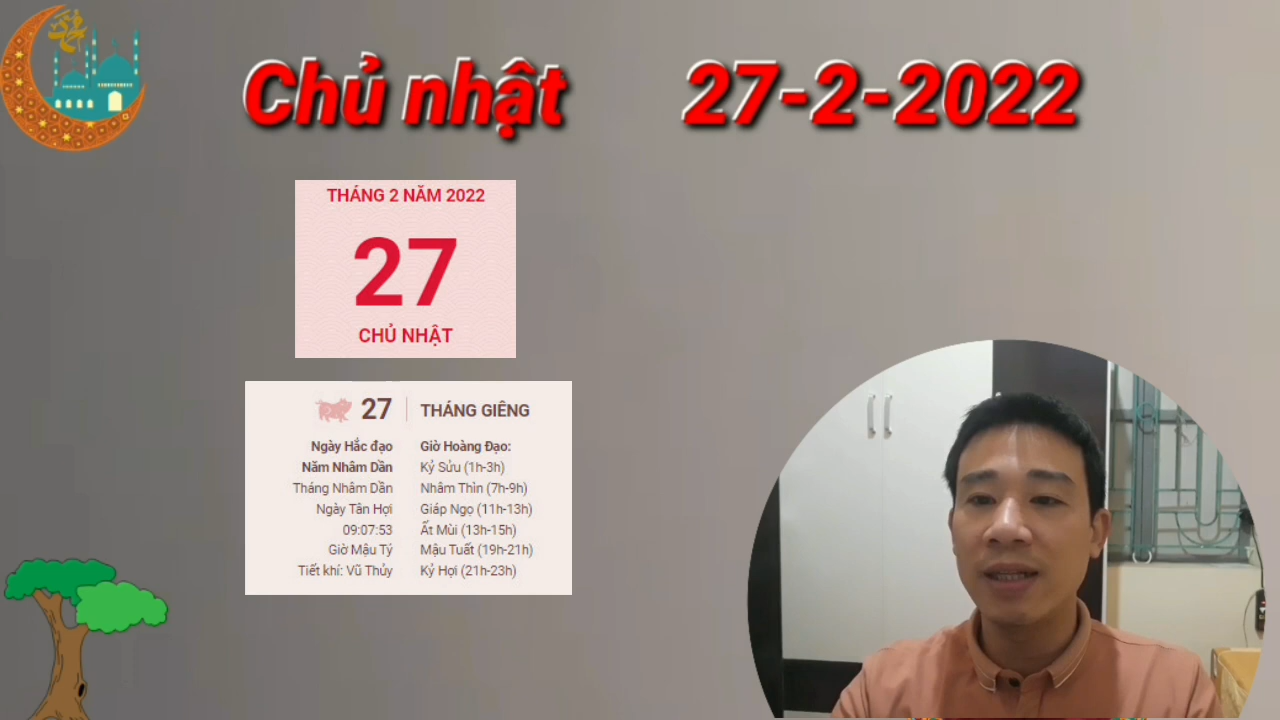 Chủ nhật 27-2-2022
THÁNG 2 NĂM 2022
27
CHỦ NHẬT
27 THÁNG GIÊNG
Ngày Hắc đạo
Năm Nhâm Dần
Tháng Nhâm Dần
Ngày Tân Hợi
09:07:53
Giờ Mậu Tý
Tiết khí: Vũ Thủy
Giờ Hoàng Đạo:
Kỷ Sửu (1h-3h)
Nhâm Thìn (7h-9h)
Giáp Ngọ (11h-13h)
Ất Mùi (13h-15h)
Mậu Tuất (19h-21h)
Kỷ Hợi (21h-23h)